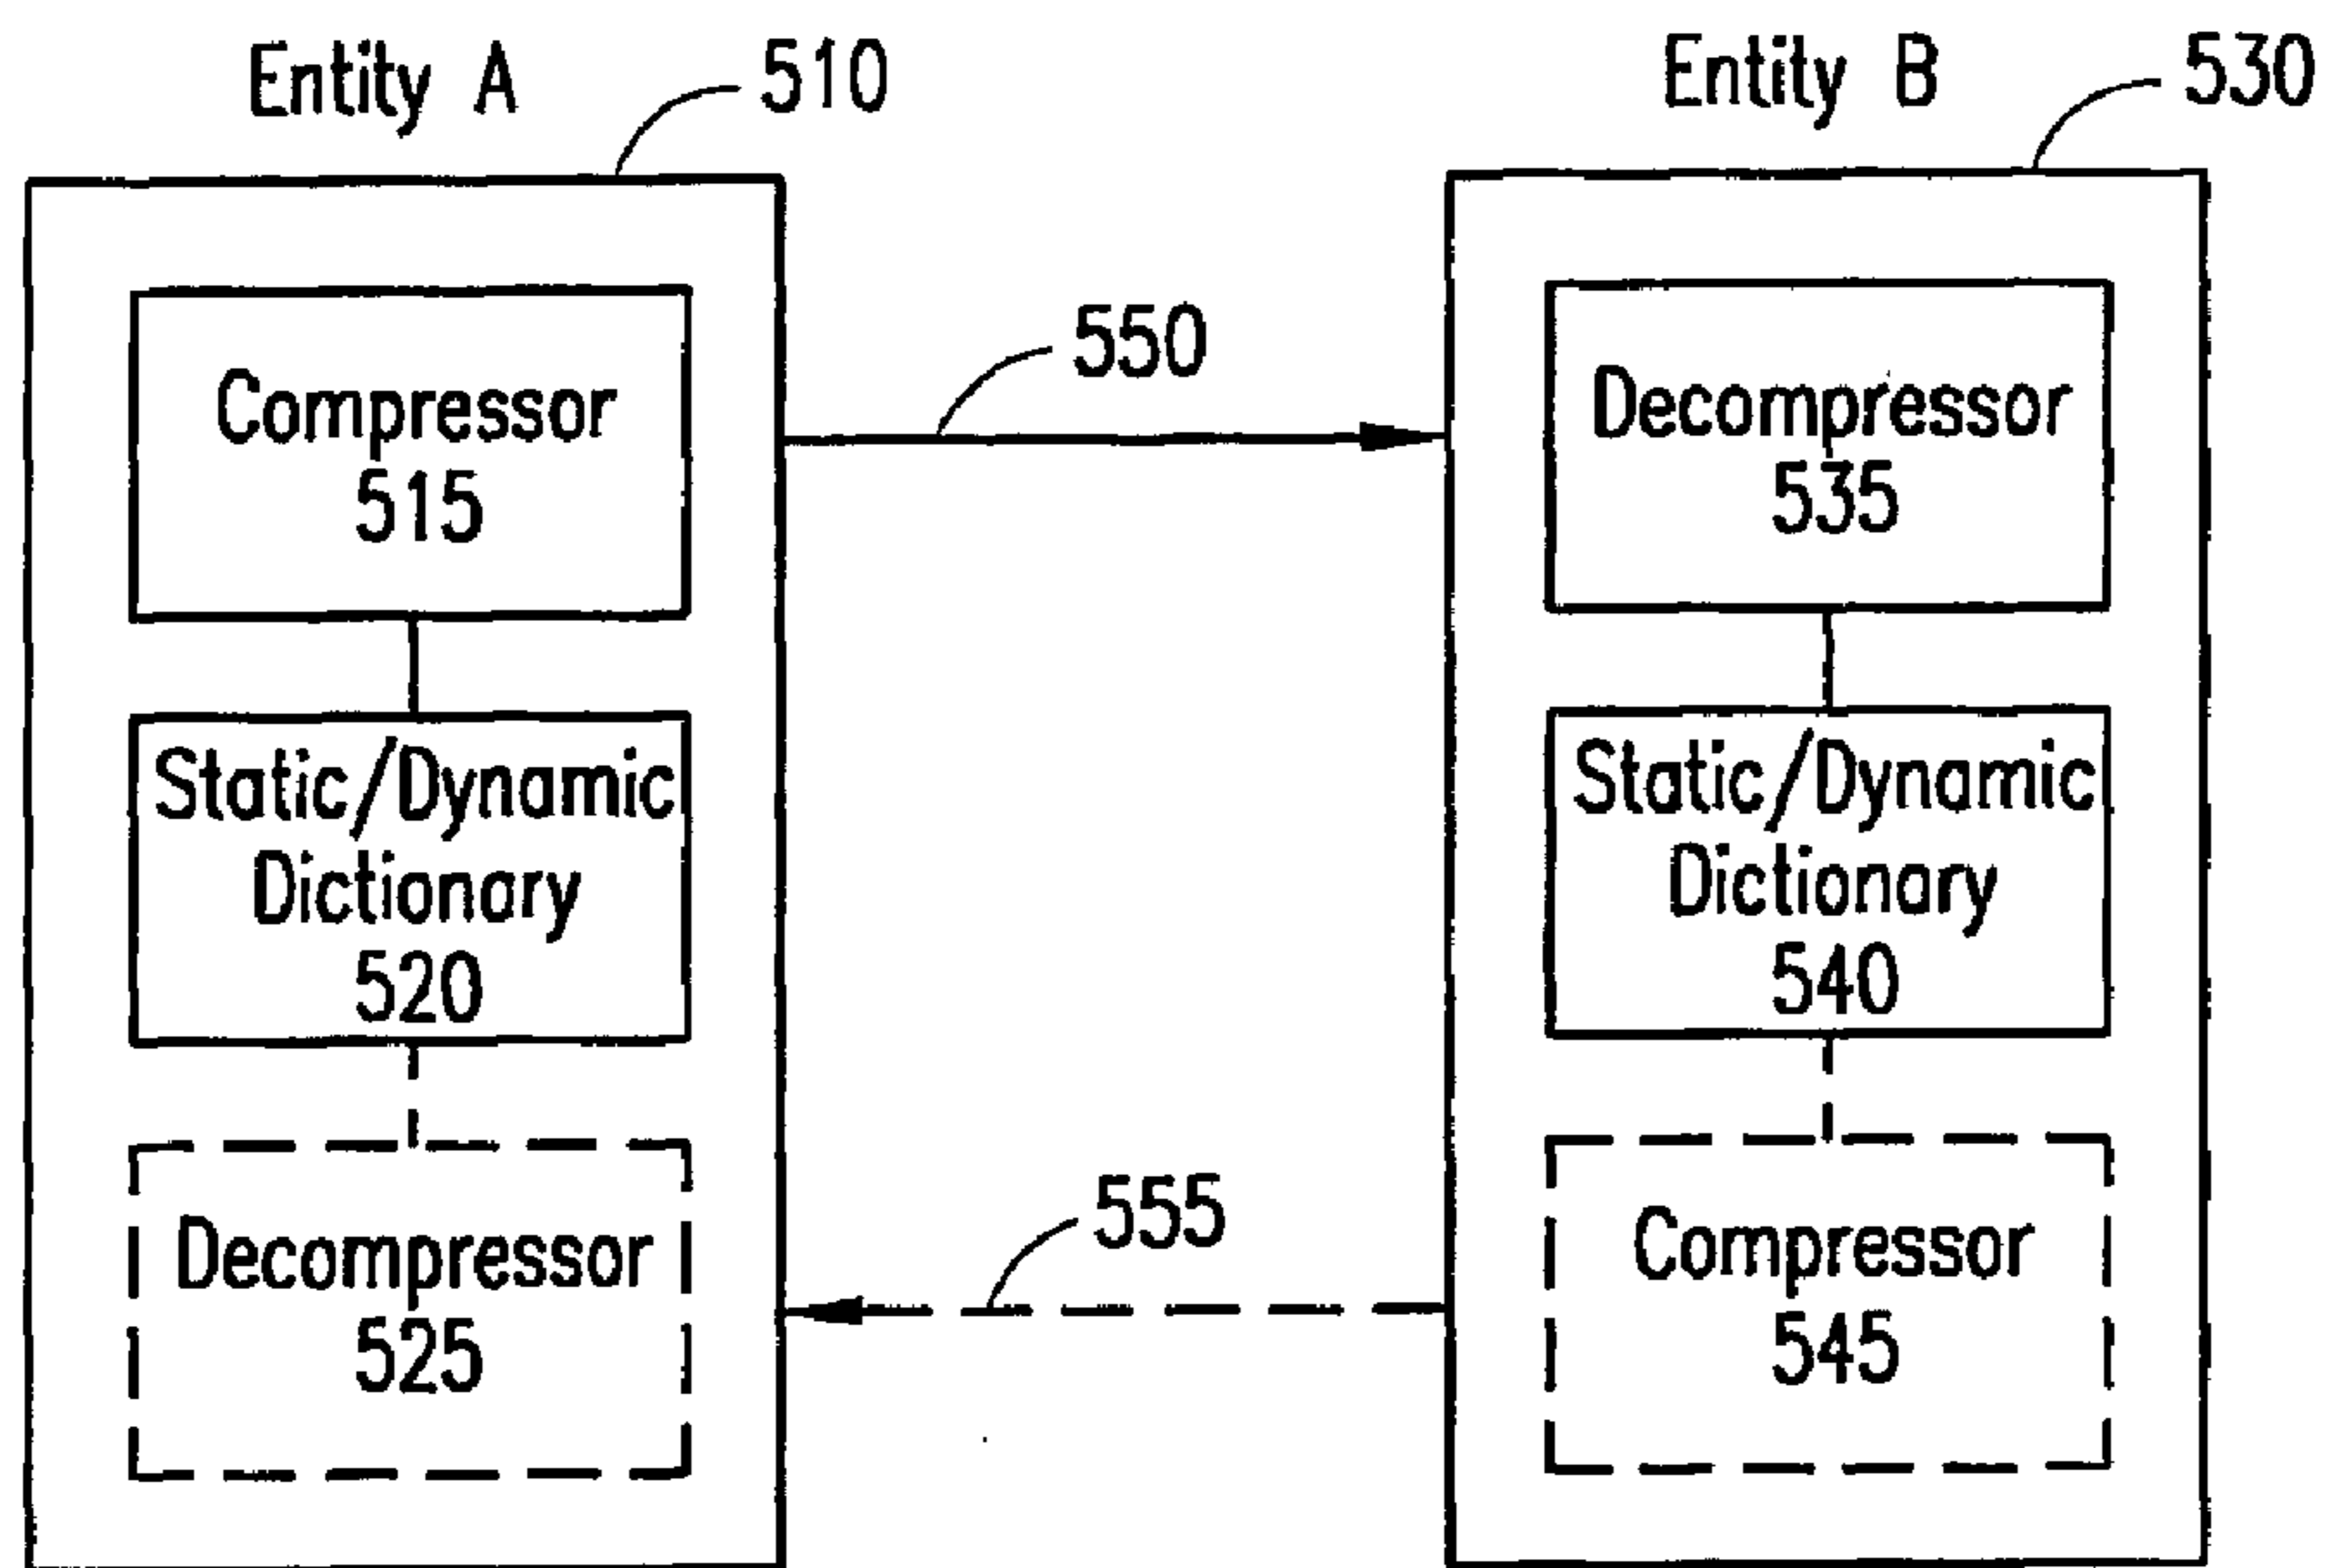 Entity A
510
Entity B
530
Compressor
515
550
Decompressor
535
Static/Dynamic
Dictionary
520
Static/Dynamic
Dictionary
540
Decompressor
525
555
Compressor
545